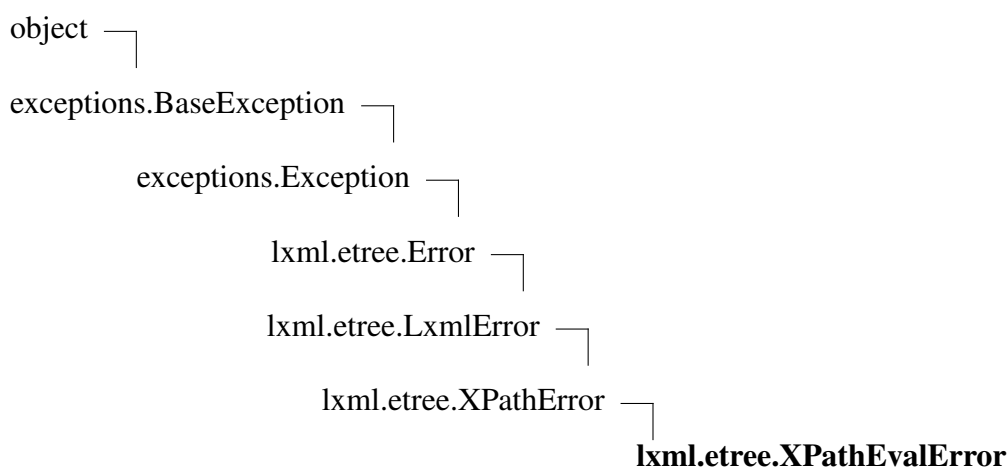 object
exceptions.BaseException
exceptions.Exception
lxml.etree.Error
lxml.etree.LxmlError
lxml.etree.XPathError
lxml.etree.XPathEvalError